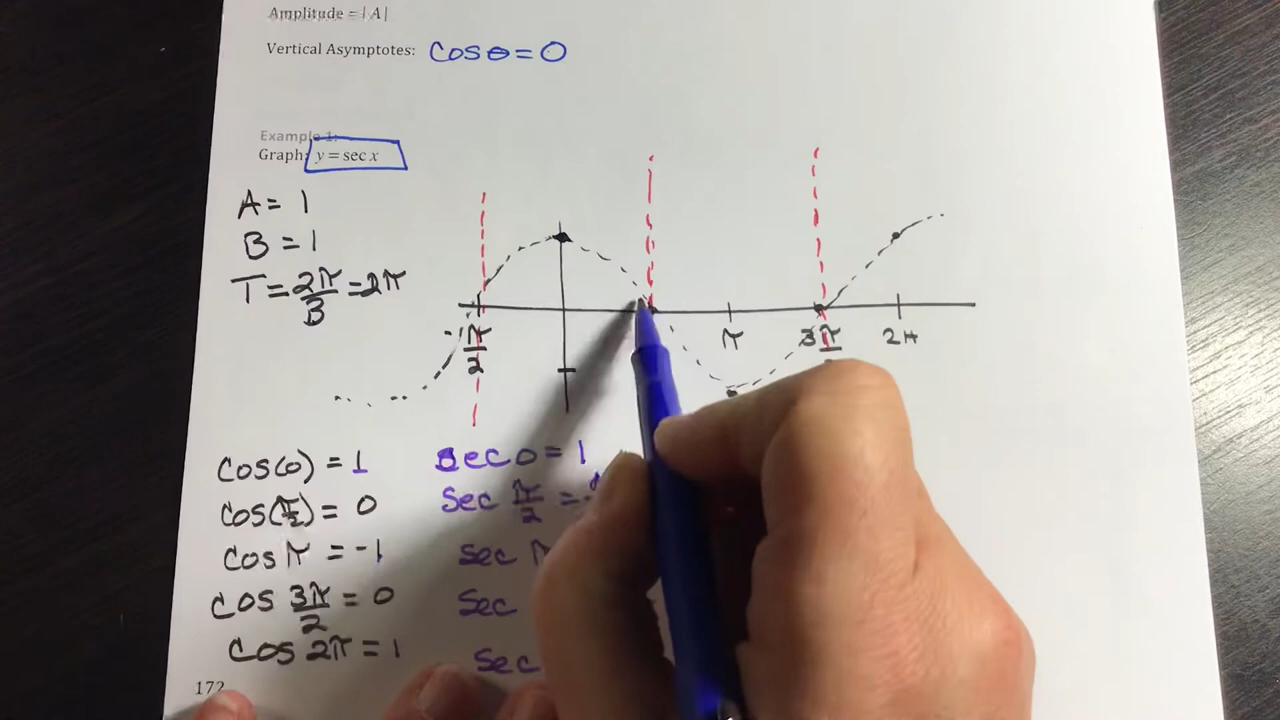 Amplitude = |A|
Vertical Asymptotes: cos θ = 0
Example 1:
Graph: y = sec x
A = 1
B = 1
T = 2π/B = 2π
-π/2
π
3π/2
2π
cos(0) = 1 sec 0 = 1
cos(π/2) = 0 sec π/2 =
cos π = -1 sec π
cos 3π/2 = 0 sec
cos 2π = 1 sec
172